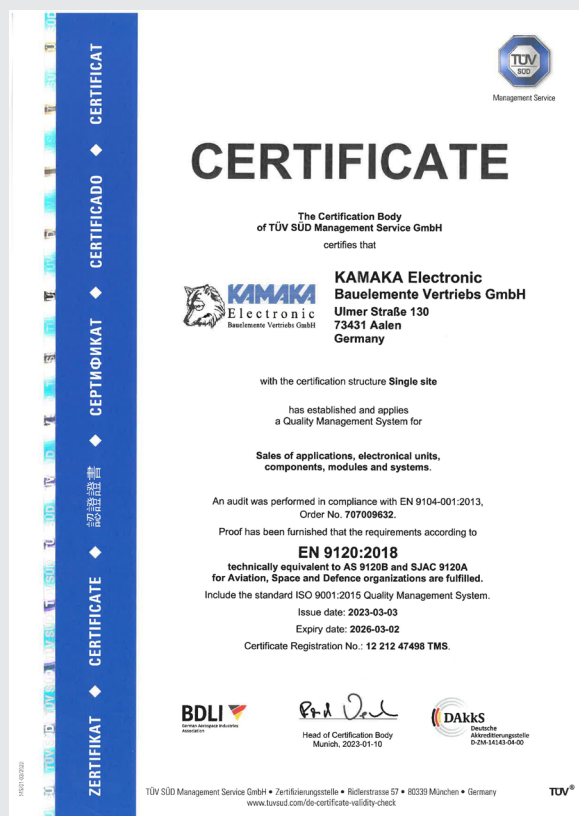 CERTIFICAT
CERTIFICADO
СЕРТИФИКАТ
認證證書
CERTIFICATE
ZERTIFIKAT
TÜV
SÜD
Management Service
CERTIFICATE
The Certification Body
of TÜV SÜD Management Service GmbH
certifies that
KAMAKA
Electronic
Bauelemente Vertriebs GmbH
KAMAKA Electronic
Bauelemente Vertriebs GmbH
Ulmer Straße 130
73431 Aalen
Germany
with the certification structure Single site
has established and applies
a Quality Management System for
Sales of applications, electronical units,
components, modules and systems.
An audit was performed in compliance with EN 9104-001:2013,
Order No. 707009632.
Proof has been furnished that the requirements according to
EN 9120:2018
technically equivalent to AS 9120B and SJAC 9120A
for Aviation, Space and Defence organizations are fulfilled.
Include the standard ISO 9001:2015 Quality Management System.
Issue date: 2023-03-03
Expiry date: 2026-03-02
Certificate Registration No.: 12 212 47498 TMS.
BDLI
German Aerospace Industries
Association
Head of Certification Body
Munich, 2023-01-10
DAkkS
Deutsche
Akkreditierungsstelle
D-ZM-14143-04-00
TÜV SÜD Management Service GmbH • Zertifizierungsstelle • Ridlerstrasse 57 • 80339 München • Germany
www.tuvsud.com/de-certificate-validity-check
TÜV®